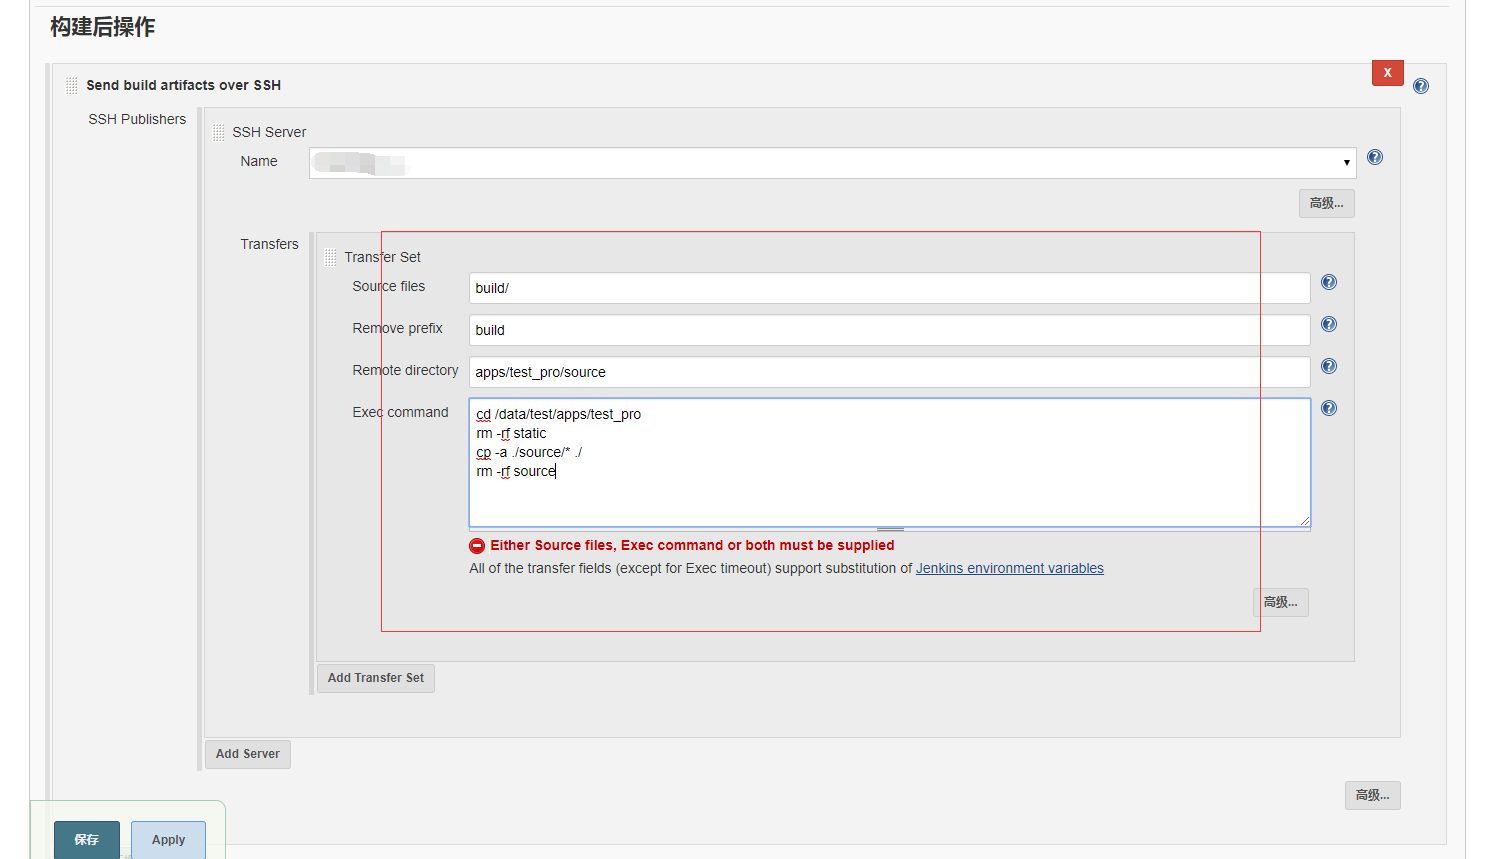 构建后操作
Send build artifacts over SSH
X
SSH Publishers
SSH Server
Name
高级...
Transfers
Transfer Set
Source files
build/
Remove prefix
build
Remote directory
apps/test_pro/source
Exec command
cd /data/test/apps/test_pro
rm -rf static
cp -a ./source/* ./
rm -rf source
Either Source files, Exec command or both must be supplied
All of the transfer fields (except for Exec timeout) support substitution of Jenkins environment variables
高级...
Add Transfer Set
Add Server
高级...
保存
Apply